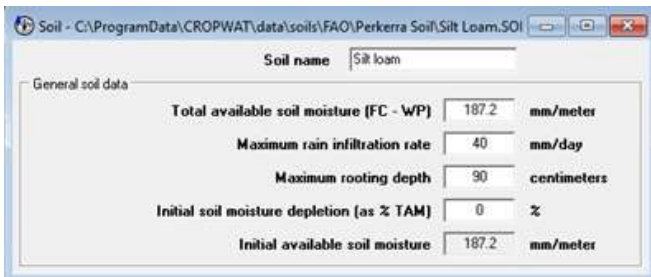 Soil - C:\ProgramData\CROPWAT\data\soils\FAO\Perkerra Soil\Silt Loam.SOI
Soil name Silt loam
General soil data
Total available soil moisture (FC - WP) 187.2 mm/meter
Maximum rain infiltration rate 40 mm/day
Maximum rooting depth 90 centimeters
Initial soil moisture depletion (as % TAM) 0 %
Initial available soil moisture 187.2 mm/meter